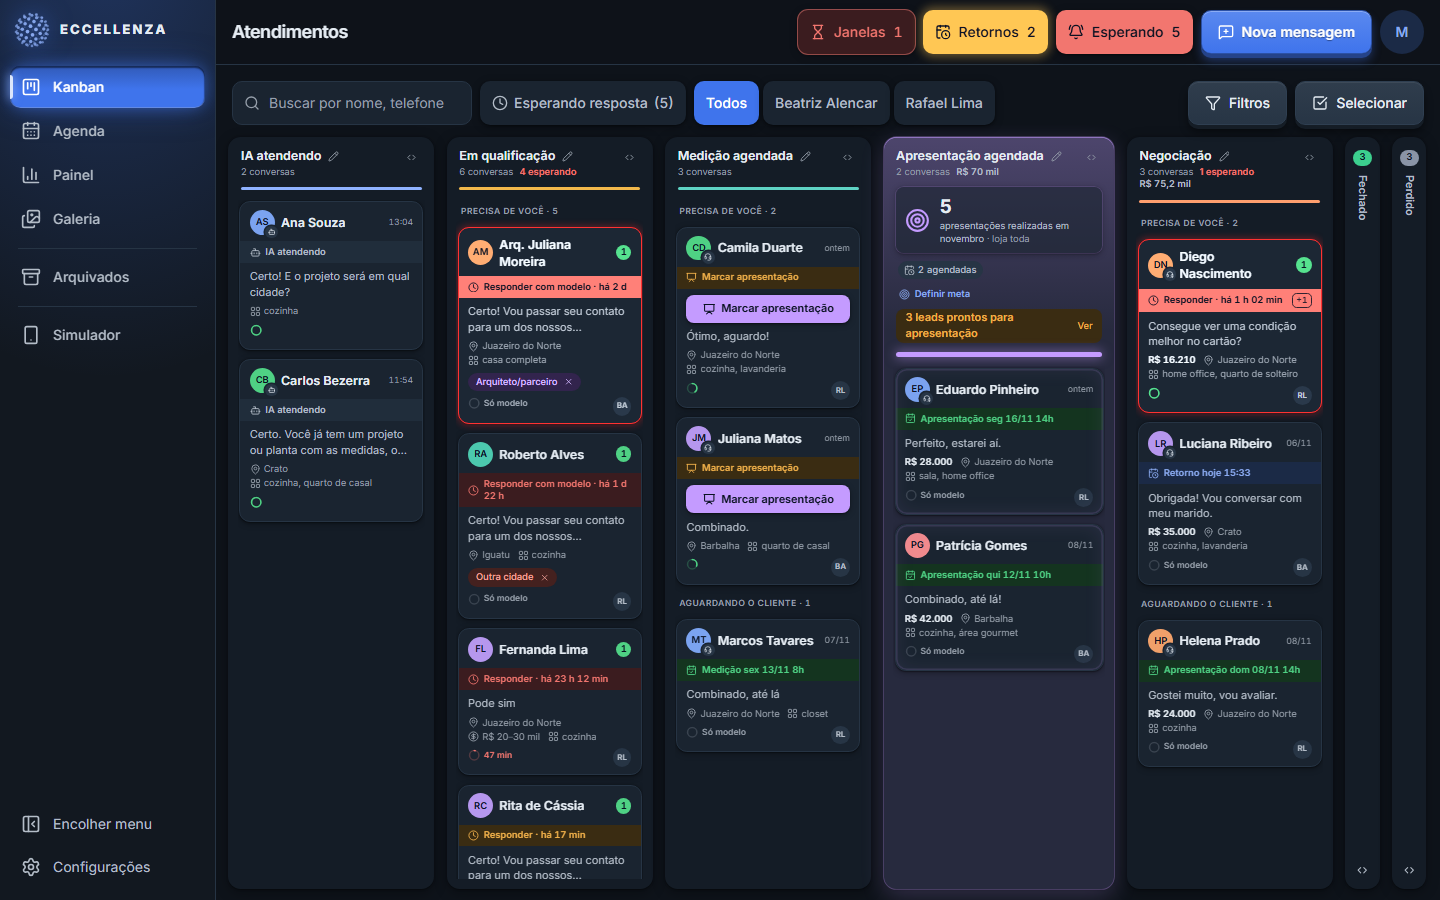 ECCELLENZA
Kanban
Agenda
Painel
Galeria
Arquivados
Simulador
Encolher menu
Configurações
Atendimentos
Janelas 1
Retornos 2
Esperando 5
Nova mensagem
M
Buscar por nome, telefone
Esperando resposta (5)
Todos
Beatriz Alencar
Rafael Lima
Filtros
Selecionar
IA atendendo
2 conversas
AS Ana Souza 13:04
IA atendendo
Certo! E o projeto será em qual
cidade?
cozinha
CB Carlos Bezerra 11:54
IA atendendo
Certo. Você já tem um projeto
ou planta com as medidas, o...
Crato
cozinha, quarto de casal
Em qualificação
6 conversas 4 esperando
PRECISA DE VOCÊ · 5
AM Arq. Juliana
Moreira 1
Responder com modelo · há 2 d
Certo! Vou passar seu contato
para um dos nossos...
Juazeiro do Norte
casa completa
Arquiteto/parceiro ×
Só modelo BA
RA Roberto Alves 1
Responder com modelo · há 1 d
22 h
Certo! Vou passar seu contato
para um dos nossos...
Iguatu cozinha
Outra cidade ×
Só modelo RL
FL Fernanda Lima 1
Responder · há 23 h 12 min
Pode sim
Juazeiro do Norte
R$ 20–30 mil cozinha
47 min RL
RC Rita de Cássia 1
Responder · há 17 min
Certo! Vou passar seu contato
para um dos nossos...
Medição agendada
3 conversas
PRECISA DE VOCÊ · 2
CD Camila Duarte ontem
Marcar apresentação
Marcar apresentação
Ótimo, aguardo!
Juazeiro do Norte
cozinha, lavanderia
RL
JM Juliana Matos ontem
Marcar apresentação
Marcar apresentação
Combinado.
Barbalha quarto de casal
BA
AGUARDANDO O CLIENTE · 1
MT Marcos Tavares 07/11
Medição sex 13/11 8h
Combinado, até lá
Juazeiro do Norte closet
Só modelo RL
Apresentação agendada
2 conversas R$ 70 mil
5
apresentações realizadas em
novembro · loja toda
2 agendadas
Definir meta
3 leads prontos para
apresentação Ver
EP Eduardo Pinheiro ontem
Apresentação seg 16/11 14h
Perfeito, estarei aí.
R$ 28.000 Juazeiro do Norte
sala, home office
Só modelo RL
PG Patrícia Gomes 08/11
Apresentação qui 12/11 10h
Combinado, até lá!
R$ 42.000 Barbalha
cozinha, área gourmet
Só modelo BA
Negociação
3 conversas 1 esperando
R$ 75,2 mil
PRECISA DE VOCÊ · 2
DN Diego
Nascimento 1
Responder · há 1 h 02 min +1
Consegue ver uma condição
melhor no cartão?
R$ 16.210 Juazeiro do Norte
home office, quarto de solteiro
RL
LR Luciana Ribeiro 06/11
Retorno hoje 15:33
Obrigada! Vou conversar com
meu marido.
R$ 35.000 Crato
cozinha, lavanderia
Só modelo BA
AGUARDANDO O CLIENTE · 1
HP Helena Prado 08/11
Apresentação dom 08/11 14h
Gostei muito, vou avaliar.
R$ 24.000 Juazeiro do Norte
cozinha
Só modelo RL
3
Fechado
3
Perdido